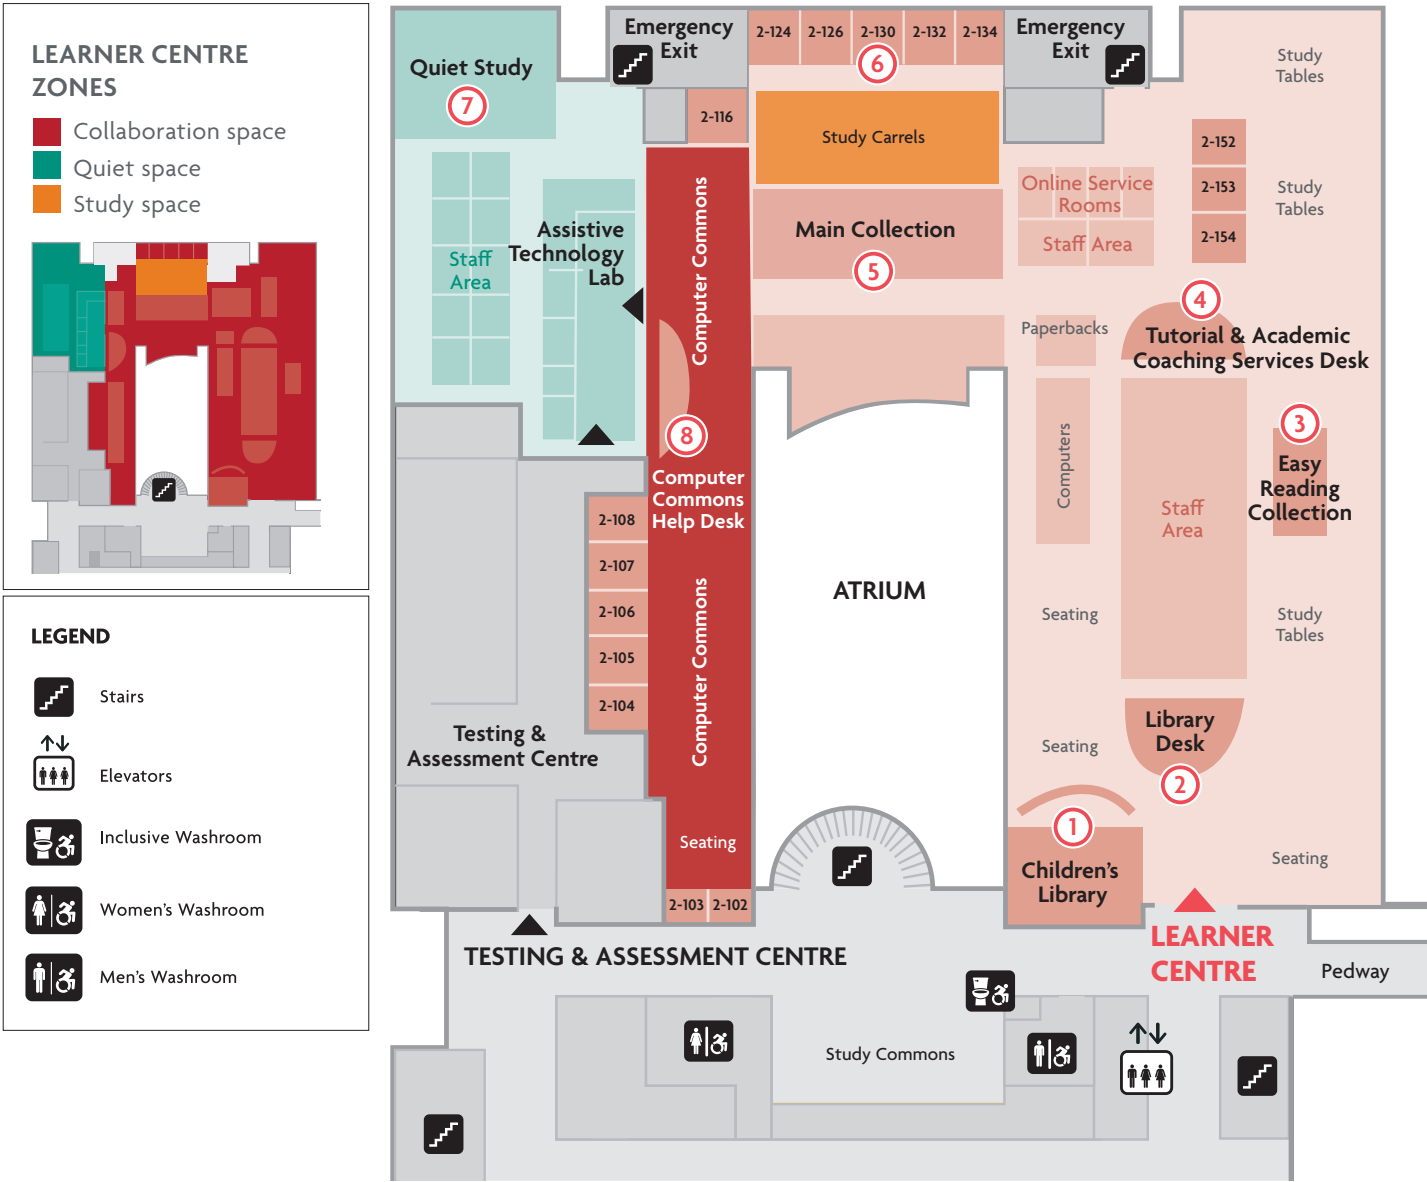 LEARNER CENTRE
ZONES
Collaboration space
Quiet space
Study space
LEGEND
Stairs
Elevators
Inclusive Washroom
Women's Washroom
Men's Washroom
Quiet Study
7
Emergency
Exit
2-124
2-126
2-130
2-132
2-134
6
Emergency
Exit
Study
Tables
2-116
Study Carrels
2-152
2-153
2-154
Study
Tables
Online Service
Rooms
Staff Area
Main Collection
5
Assistive
Technology
Lab
Staff
Area
Computer Commons
4
Tutorial & Academic
Coaching Services Desk
Paperbacks
Computers
3
Easy
Reading
Collection
Staff
Area
8
Computer
Commons
Help Desk
2-108
2-107
2-106
2-105
2-104
Computer Commons
ATRIUM
Seating
Study
Tables
Testing &
Assessment Centre
Seating
Library
Desk
2
1
Children's
Library
Seating
Seating
2-103
2-102
TESTING & ASSESSMENT CENTRE
LEARNER
CENTRE
Pedway
Study Commons